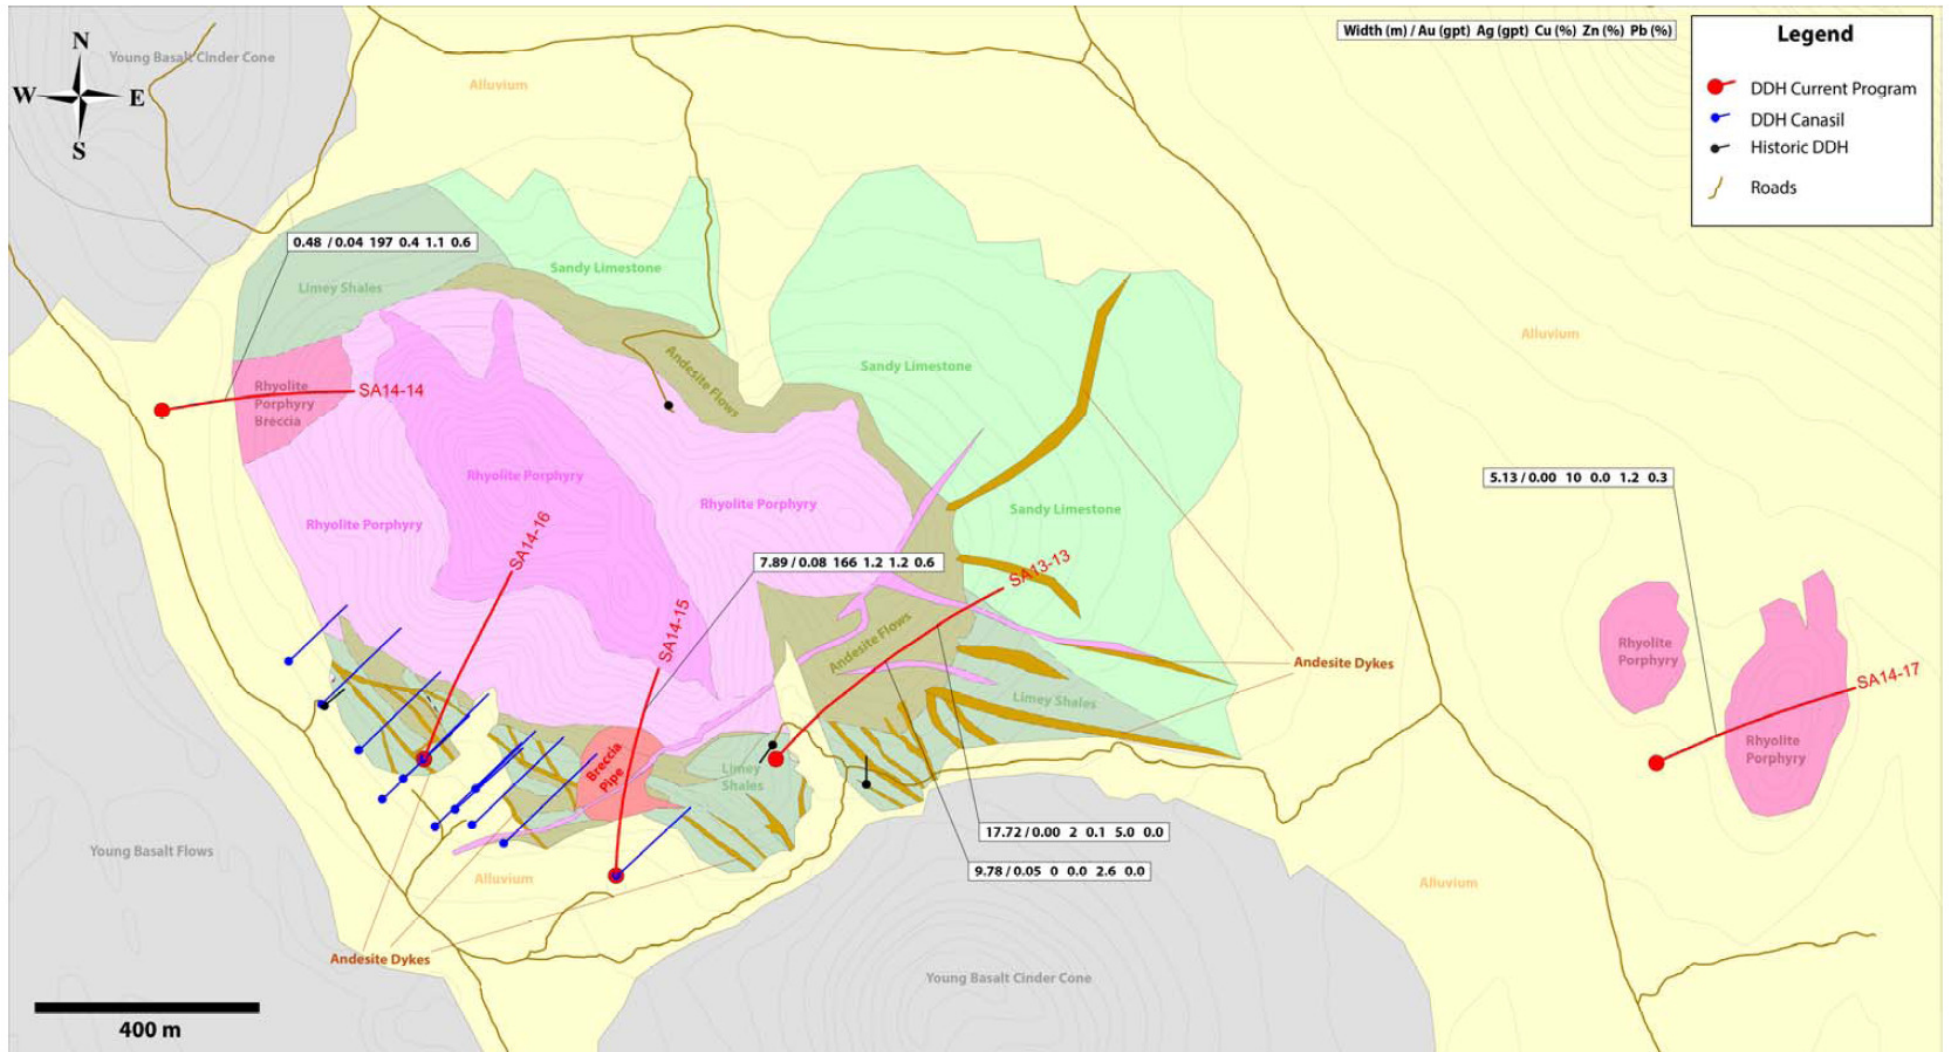 N
W E
S
Young Basalt Cinder Cone
Alluvium
Width (m) / Au (gpt) Ag (gpt) Cu (%) Zn (%) Pb (%)
Legend
DDH Current Program
DDH Canasil
Historic DDH
Roads
0.48 / 0.04 197 0.4 1.1 0.6
Sandy Limestone
Limey Shales
Alluvium
Sandy Limestone
Andesite Flows
Rhyolite
Porphyry
Breccia
SA14-14
Rhyolite Porphyry
Rhyolite Porphyry
Rhyolite Porphyry
Sandy Limestone
5.13 / 0.00 10 0.0 1.2 0.3
SA14-16
7.89 / 0.08 166 1.2 1.2 0.6
SA13-13
SA14-15
Andesite Flows
Rhyolite
Porphyry
Andesite Dykes
SA14-17
Limey Shales
Breccia
Pipe
Limey
Shales
Rhyolite
Porphyry
17.72 / 0.00 2 0.1 5.0 0.0
9.78 / 0.05 0 0.0 2.6 0.0
Young Basalt Flows
Alluvium
Alluvium
Andesite Dykes
Young Basalt Cinder Cone
400 m